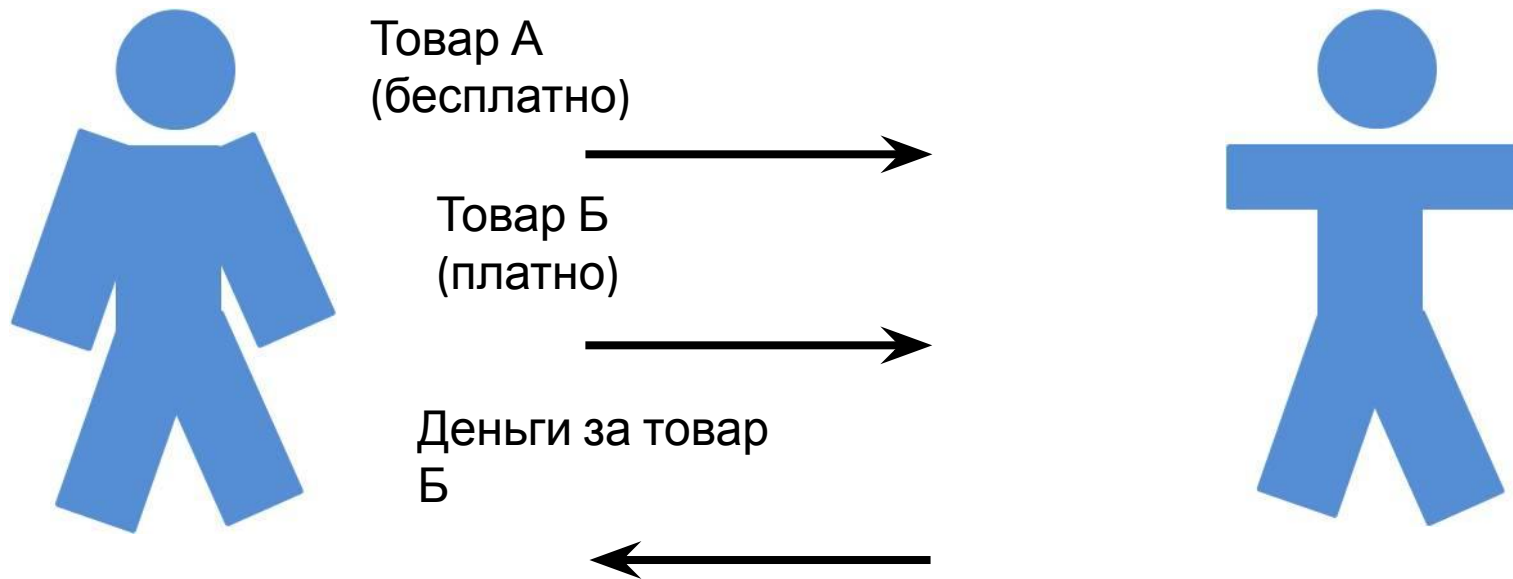 Товар А
(бесплатно)
Товар Б
(платно)
Деньги за товар
Б